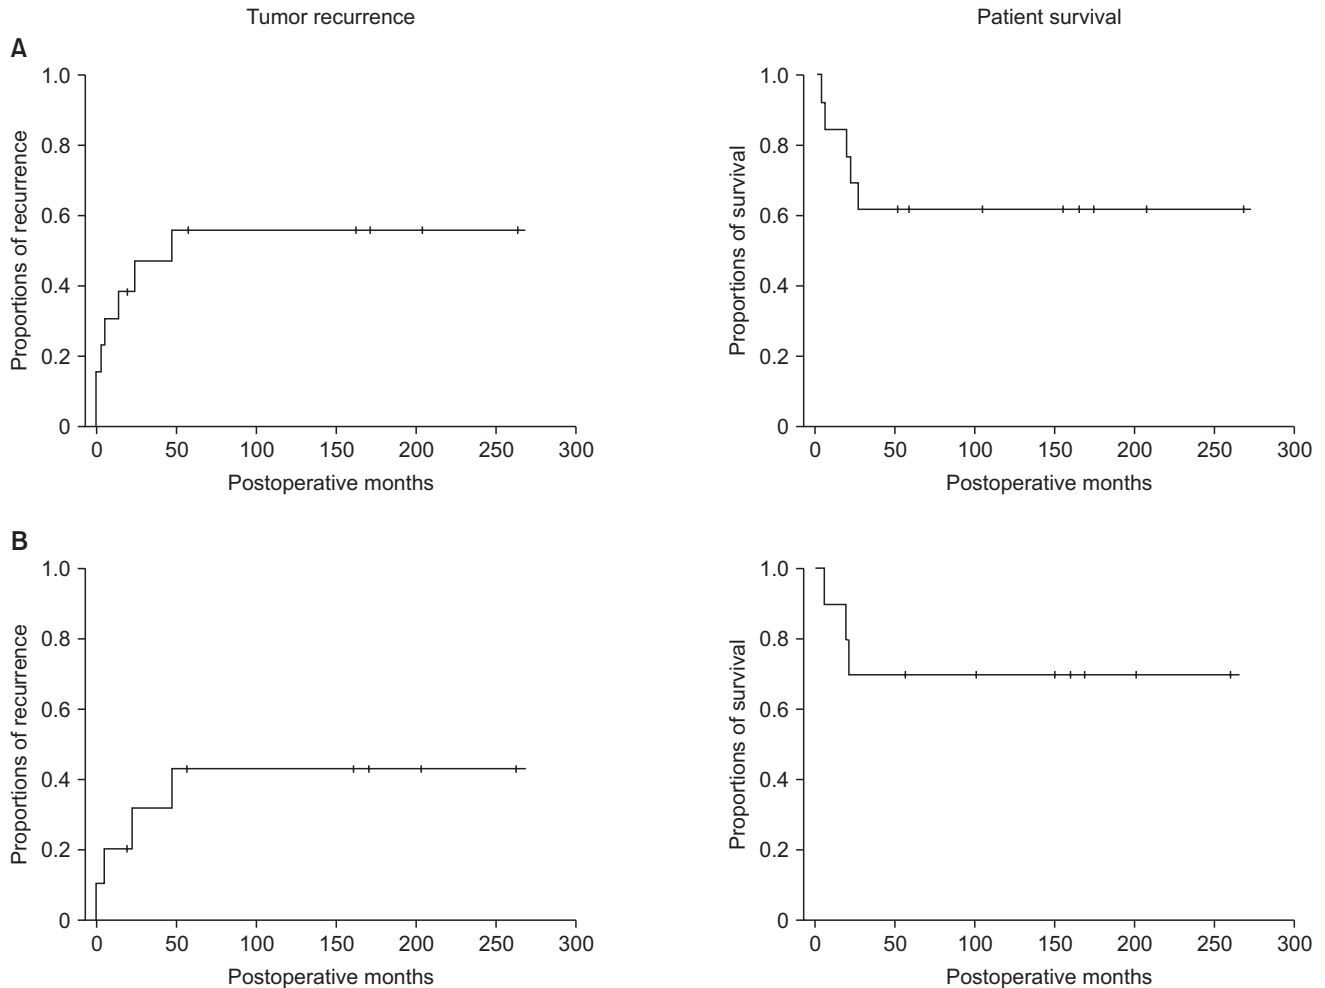 Tumor recurrence
Patient survival
A
Proportions of recurrence
1.0
0.8
0.6
0.4
0.2
0
0 50 100 150 200 250 300
Postoperative months
Proportions of survival
1.0
0.8
0.6
0.4
0.2
0
0 50 100 150 200 250 300
Postoperative months
B
Proportions of recurrence
1.0
0.8
0.6
0.4
0.2
0
0 50 100 150 200 250 300
Postoperative months
Proportions of survival
1.0
0.8
0.6
0.4
0.2
0
0 50 100 150 200 250 300
Postoperative months